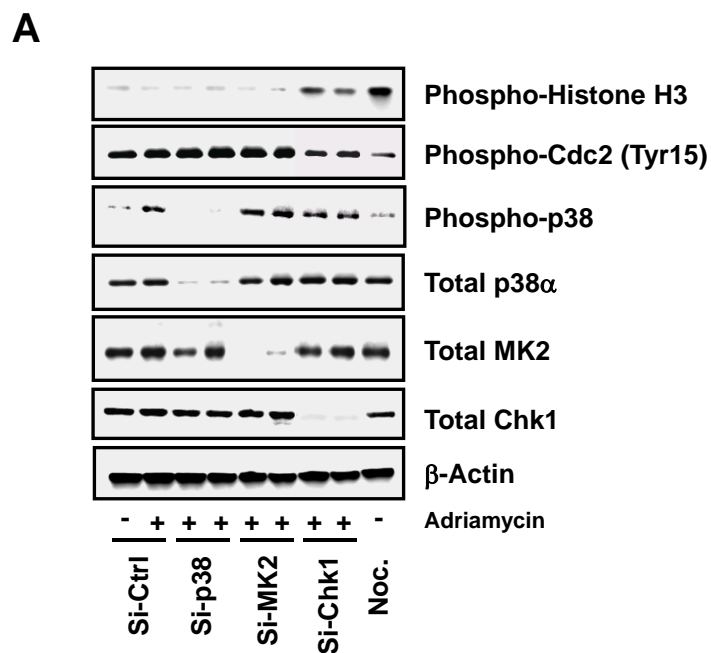 A
Phospho-Histone H3
Phospho-Cdc2 (Tyr15)
Phospho-p38
Total p38α
Total MK2
Total Chk1
β-Actin
- + + + + + + + - Adriamycin
Si-Ctrl Si-p38 Si-MK2 Si-Chk1 Noc.